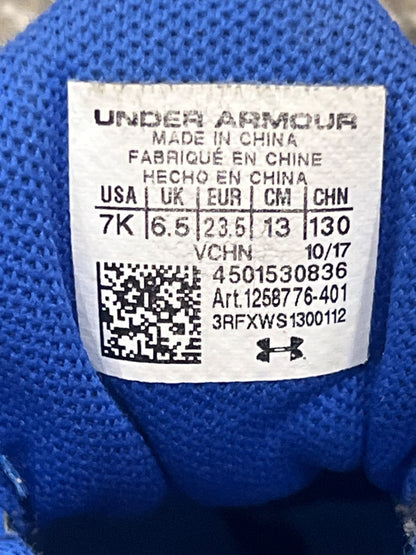 UNDER ARMOUR
MADE IN CHINA
FABRIQUÉ EN CHINE
HECHO EN CHINA
USA UK EUR CM CHN
7K 6.5 23.5 13 130
VCHN 10/17
4501530836
Art.1258776-401
3RFXWS1300112